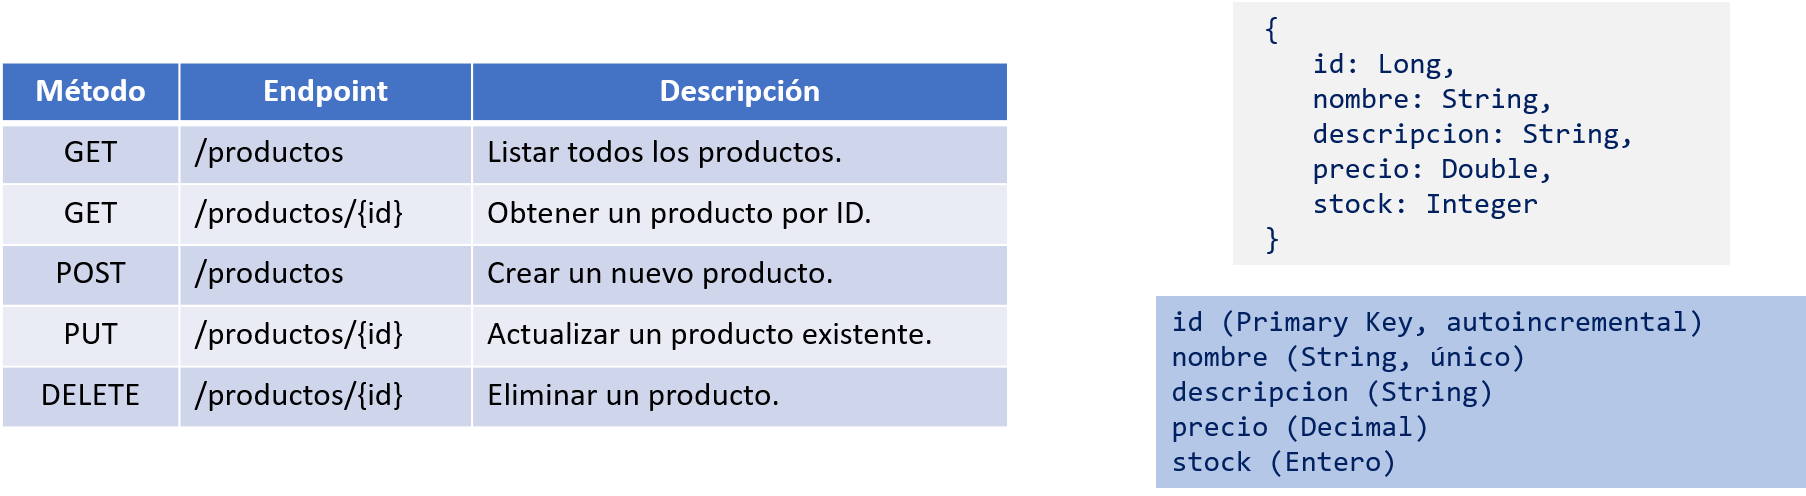 Método Endpoint Descripción
GET /productos Listar todos los productos.
GET /productos/{id} Obtener un producto por ID.
POST /productos Crear un nuevo producto.
PUT /productos/{id} Actualizar un producto existente.
DELETE /productos/{id} Eliminar un producto.
{
id: Long,
nombre: String,
descripcion: String,
precio: Double,
stock: Integer
}
id (Primary Key, autoincremental)
nombre (String, único)
descripcion (String)
precio (Decimal)
stock (Entero)